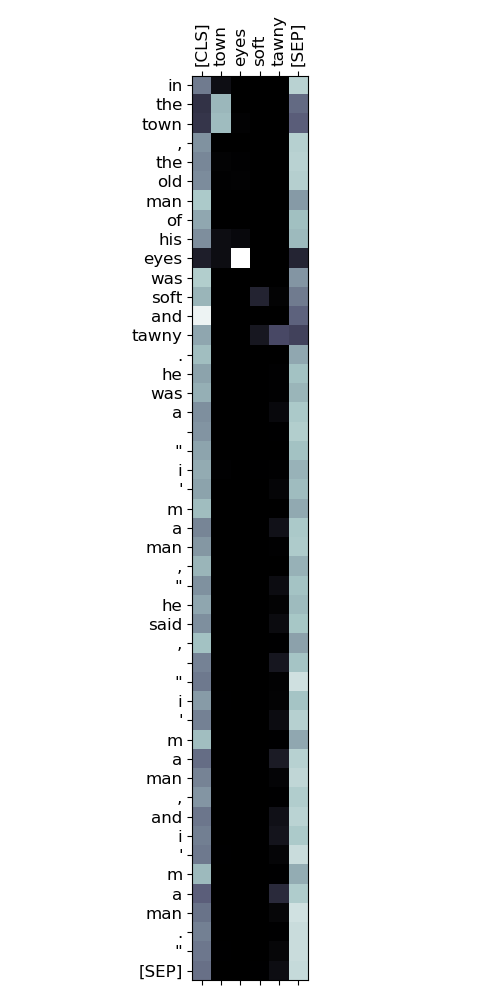 [CLS] town eyes soft tawny [SEP]
in
the
town
,
the
old
man
of
his
eyes
was
soft
and
tawny
.
he
was
a
"
i
'
m
a
man
,
"
he
said
,
"
i
'
m
a
man
,
and
i
'
m
a
man
.
"
[SEP]